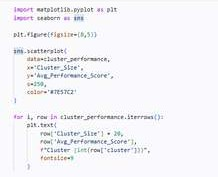 import matplotlib.pyplot as plt
import seaborn as sns
plt.figure(figsize=(8,5))
sns.scatterplot(
data=cluster_performance,
x='Cluster_Size',
y='Avg_Performance_Score',
s=250,
color='#7E57C2'
)
for i, row in cluster_performance.iterrows():
plt.text(
row['Cluster_Size'] + 20,
row['Avg_Performance_Score'],
f"Cluster {int(row['cluster'])}",
fontsize=9
)